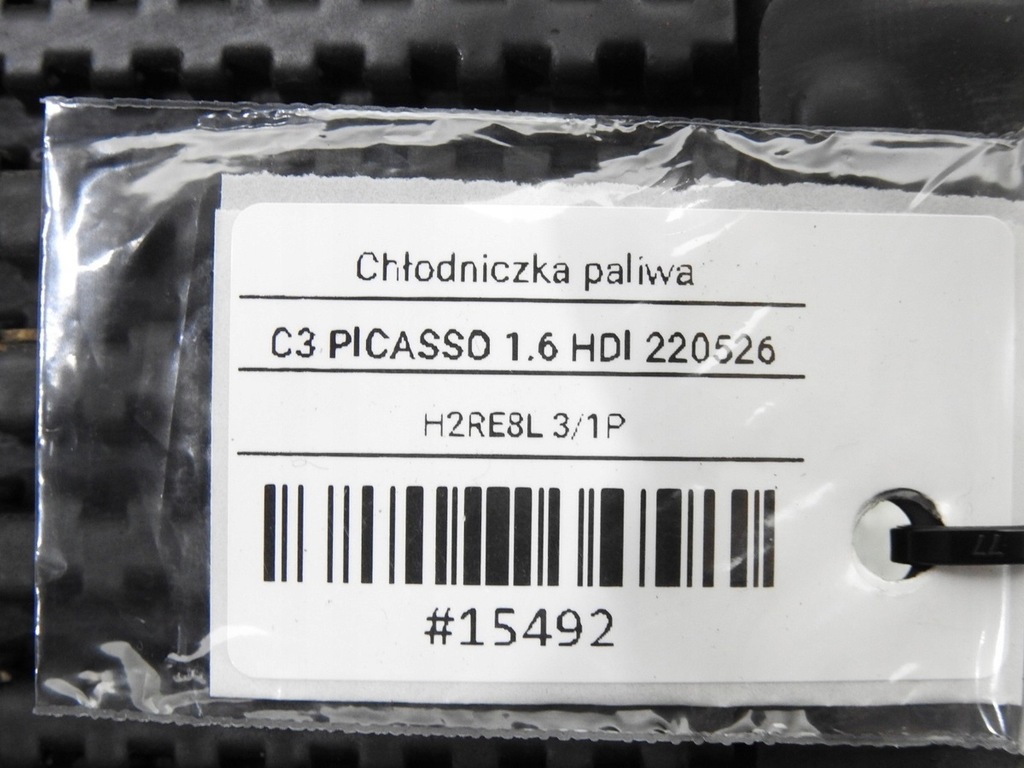 Chłodniczka paliwa
C3 PICASSO 1.6 HDI 220526
H2RE8L 3/1P
#15492